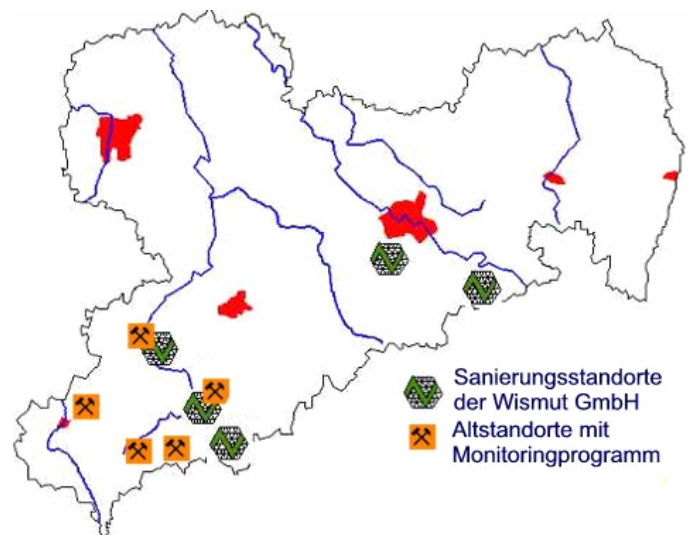 Sanierungsstandorte
der Wismut GmbH
Altstandorte mit
Monitoringprogramm